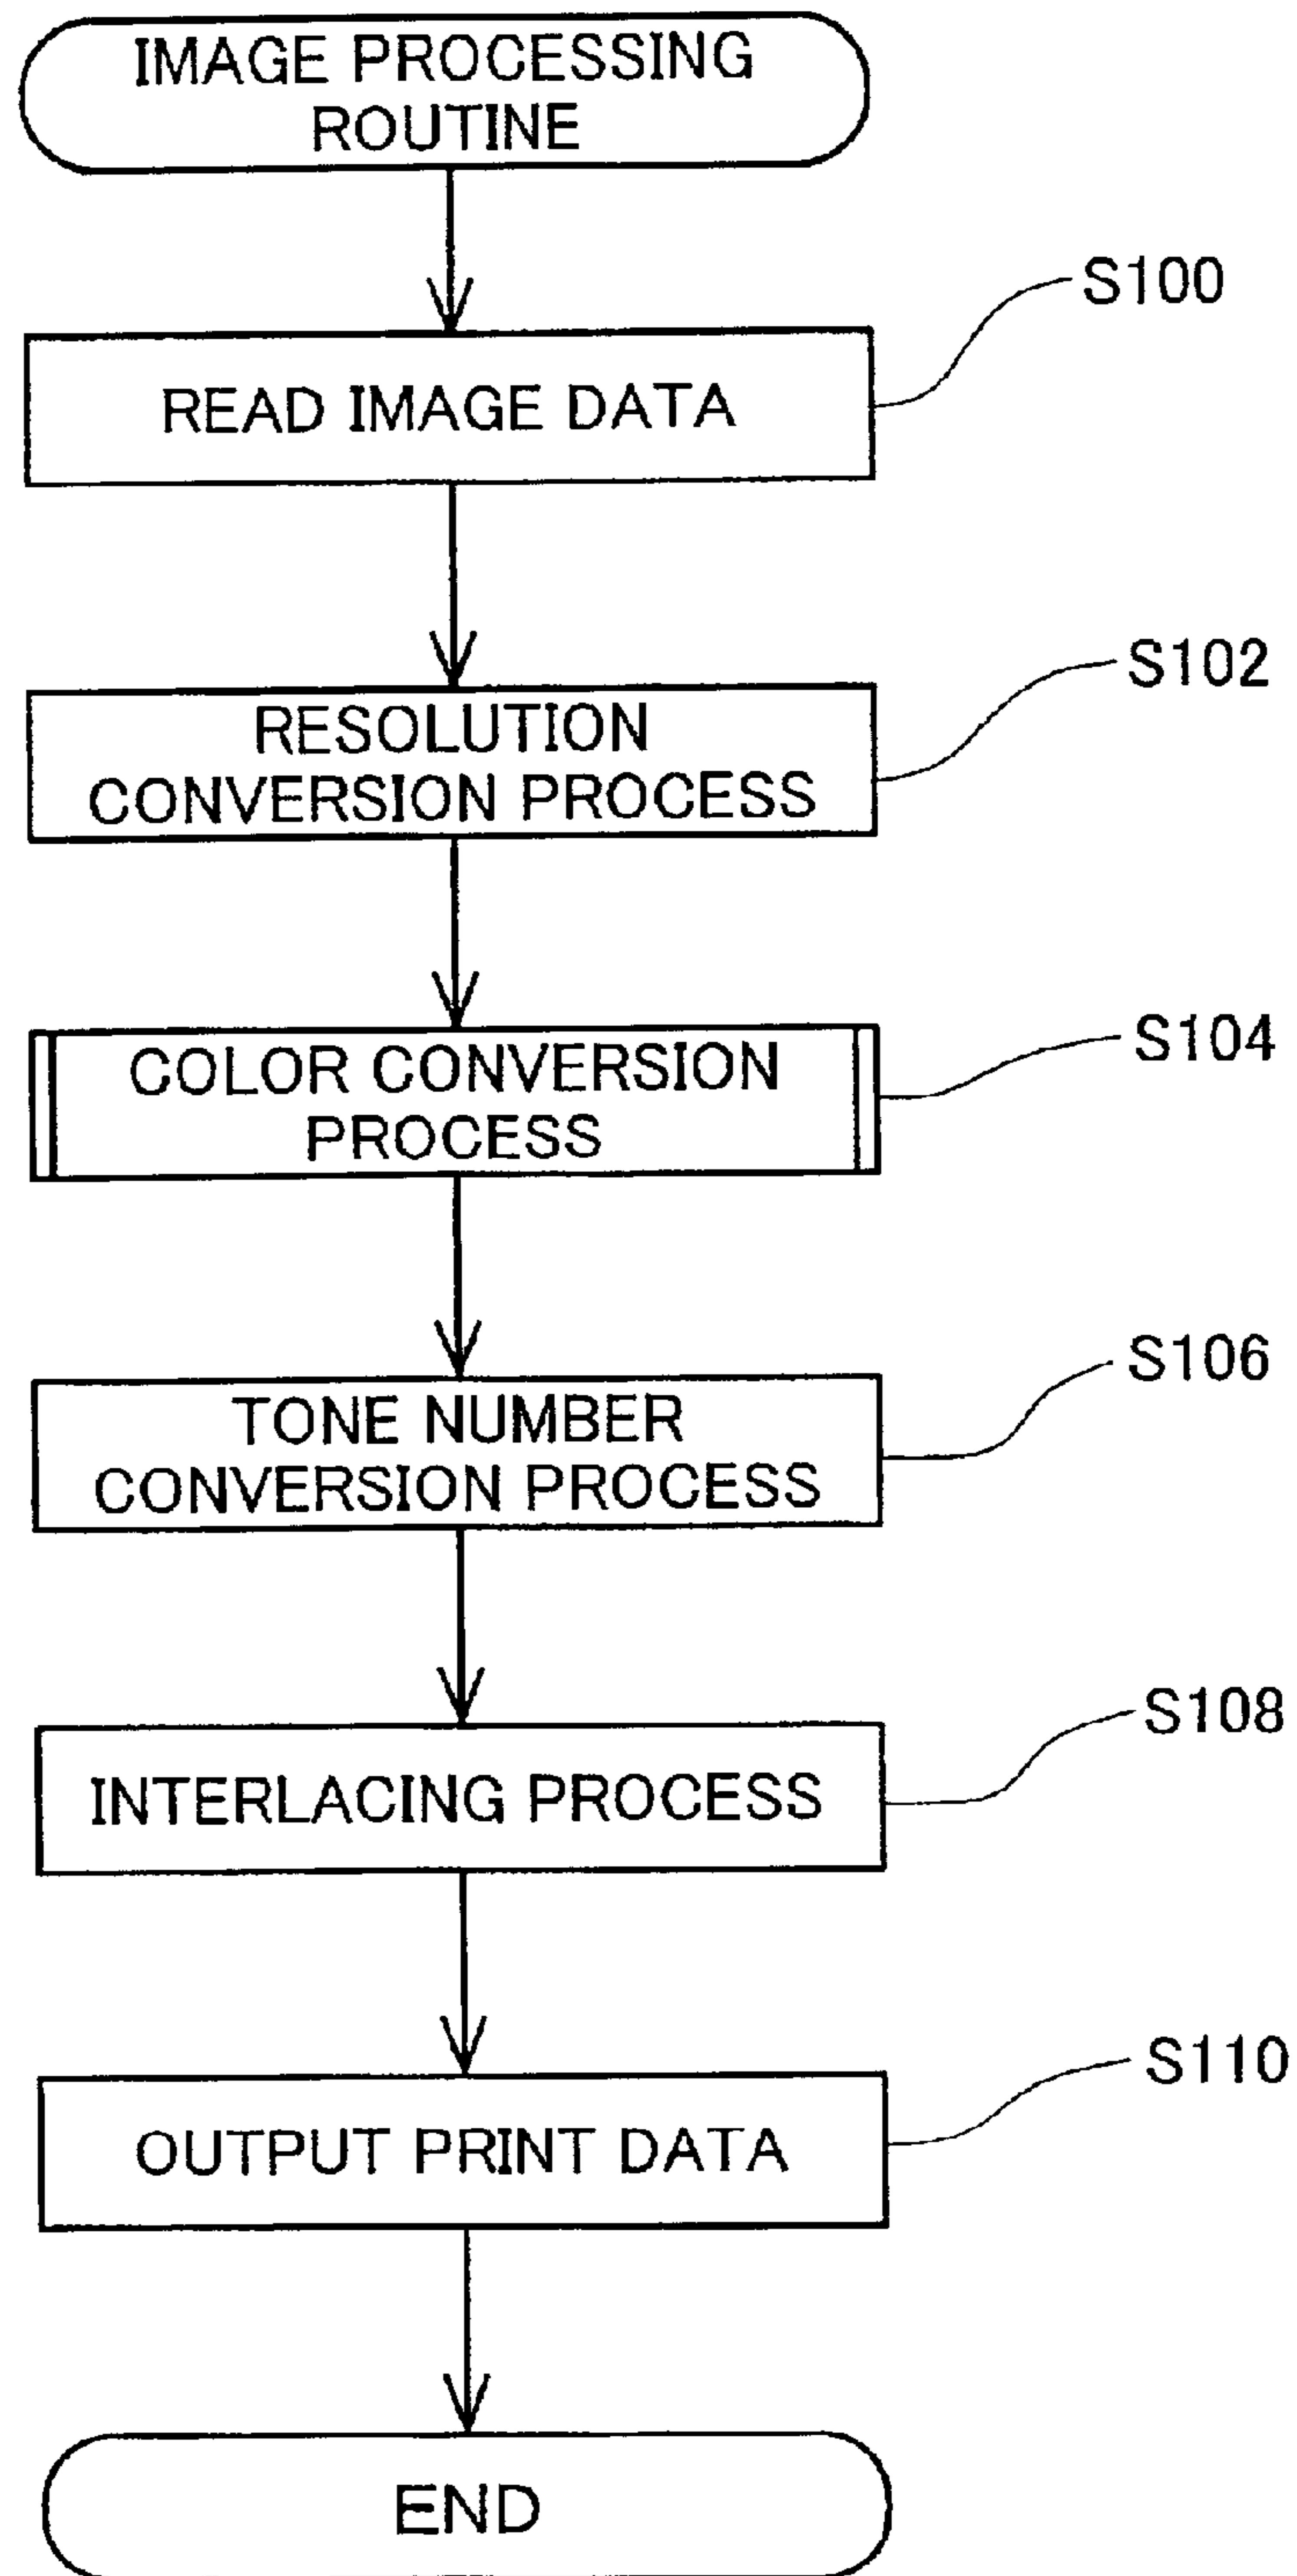 IMAGE PROCESSING
ROUTINE
S100
READ IMAGE DATA
S102
RESOLUTION
CONVERSION PROCESS
S104
COLOR CONVERSION
PROCESS
S106
TONE NUMBER
CONVERSION PROCESS
S108
INTERLACING PROCESS
S110
OUTPUT PRINT DATA
END